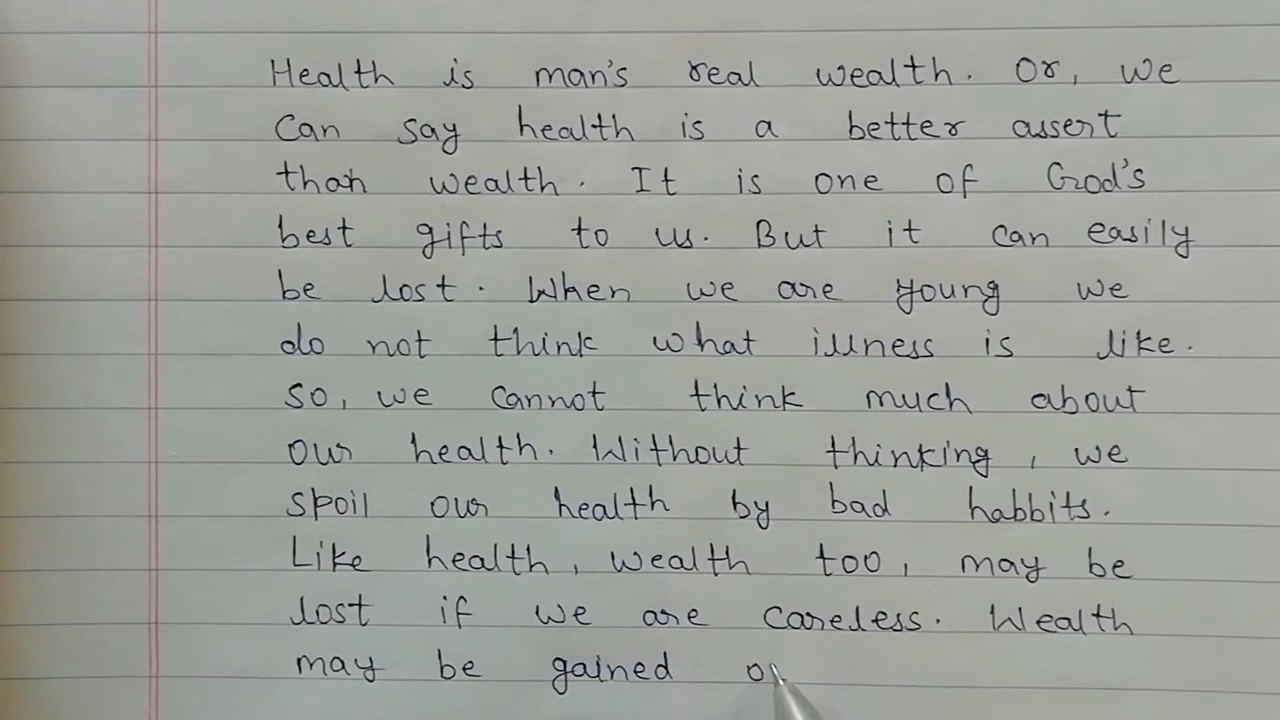 Health is man's real wealth. Or, we
Can say health is a better assert
than wealth. It is one of God's
best gifts to us. But it can easily
be lost. When we are young we
do not think what illness is like.
So, we cannot think much about
our health. Without thinking, we
spoil our health by bad habbits.
Like health, wealth too, may be
lost if we are careless. Wealth
may be gained